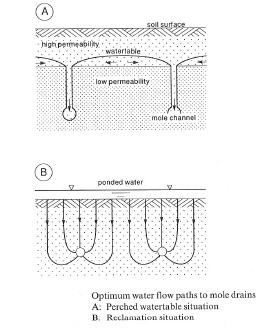 A
soil surface
high permeability
watertable
low permeability
mole channel
B
ponded water
Optimum water flow paths to mole drains
A: Perched watertable situation
B. Reclamation situation